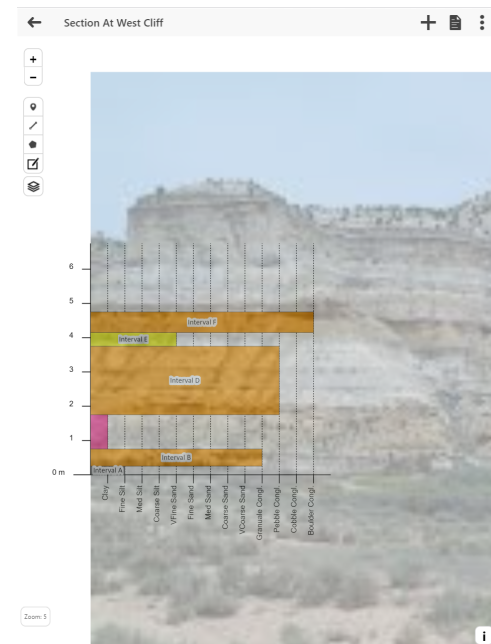 Section At West Cliff
+
-
6
5
Interval F
4
Interval E
3
Interval D
2
1
Interval B
Interval A
0 m
Clay
Fine Silt
Med Silt
Coarse Silt
VFine Sand
Fine Sand
Med Sand
Coarse Sand
VCoarse Sand
Granuale Congl
Pebble Congl
Cobble Congl
Boulder Congl
Zoom: 5
i